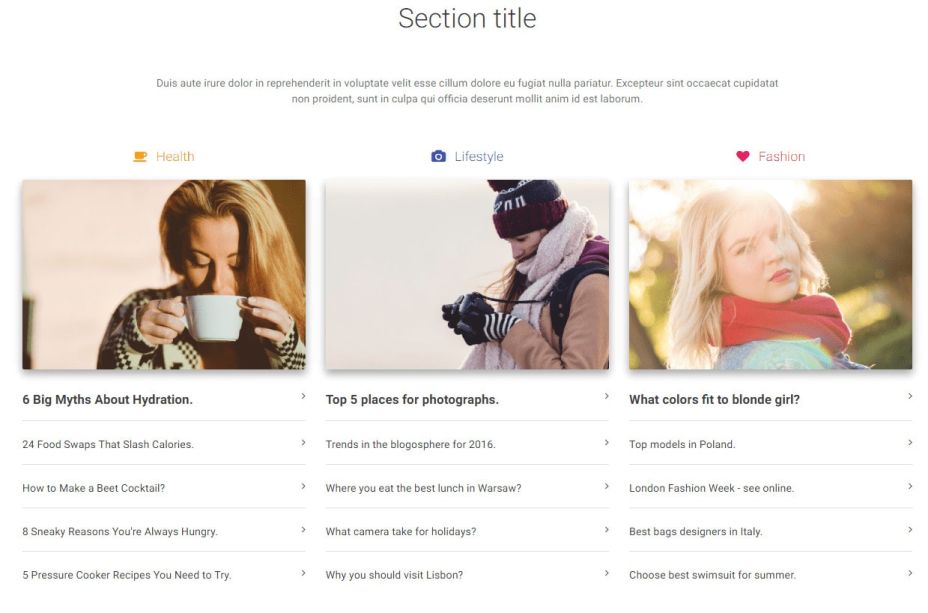 Section title
Duis aute irure dolor in reprehenderit in voluptate velit esse cillum dolore eu fugiat nulla pariatur. Excepteur sint occaecat cupidatat
non proident, sunt in culpa qui officia deserunt mollit anim id est laborum.
Health
6 Big Myths About Hydration.
24 Food Swaps That Slash Calories.
How to Make a Beet Cocktail?
8 Sneaky Reasons You're Always Hungry.
5 Pressure Cooker Recipes You Need to Try.
Lifestyle
Top 5 places for photographs.
Trends in the blogosphere for 2016.
Where you eat the best lunch in Warsaw?
What camera take for holidays?
Why you should visit Lisbon?
Fashion
What colors fit to blonde girl?
Top models in Poland.
London Fashion Week - see online.
Best bags designers in Italy.
Choose best swimsuit for summer.